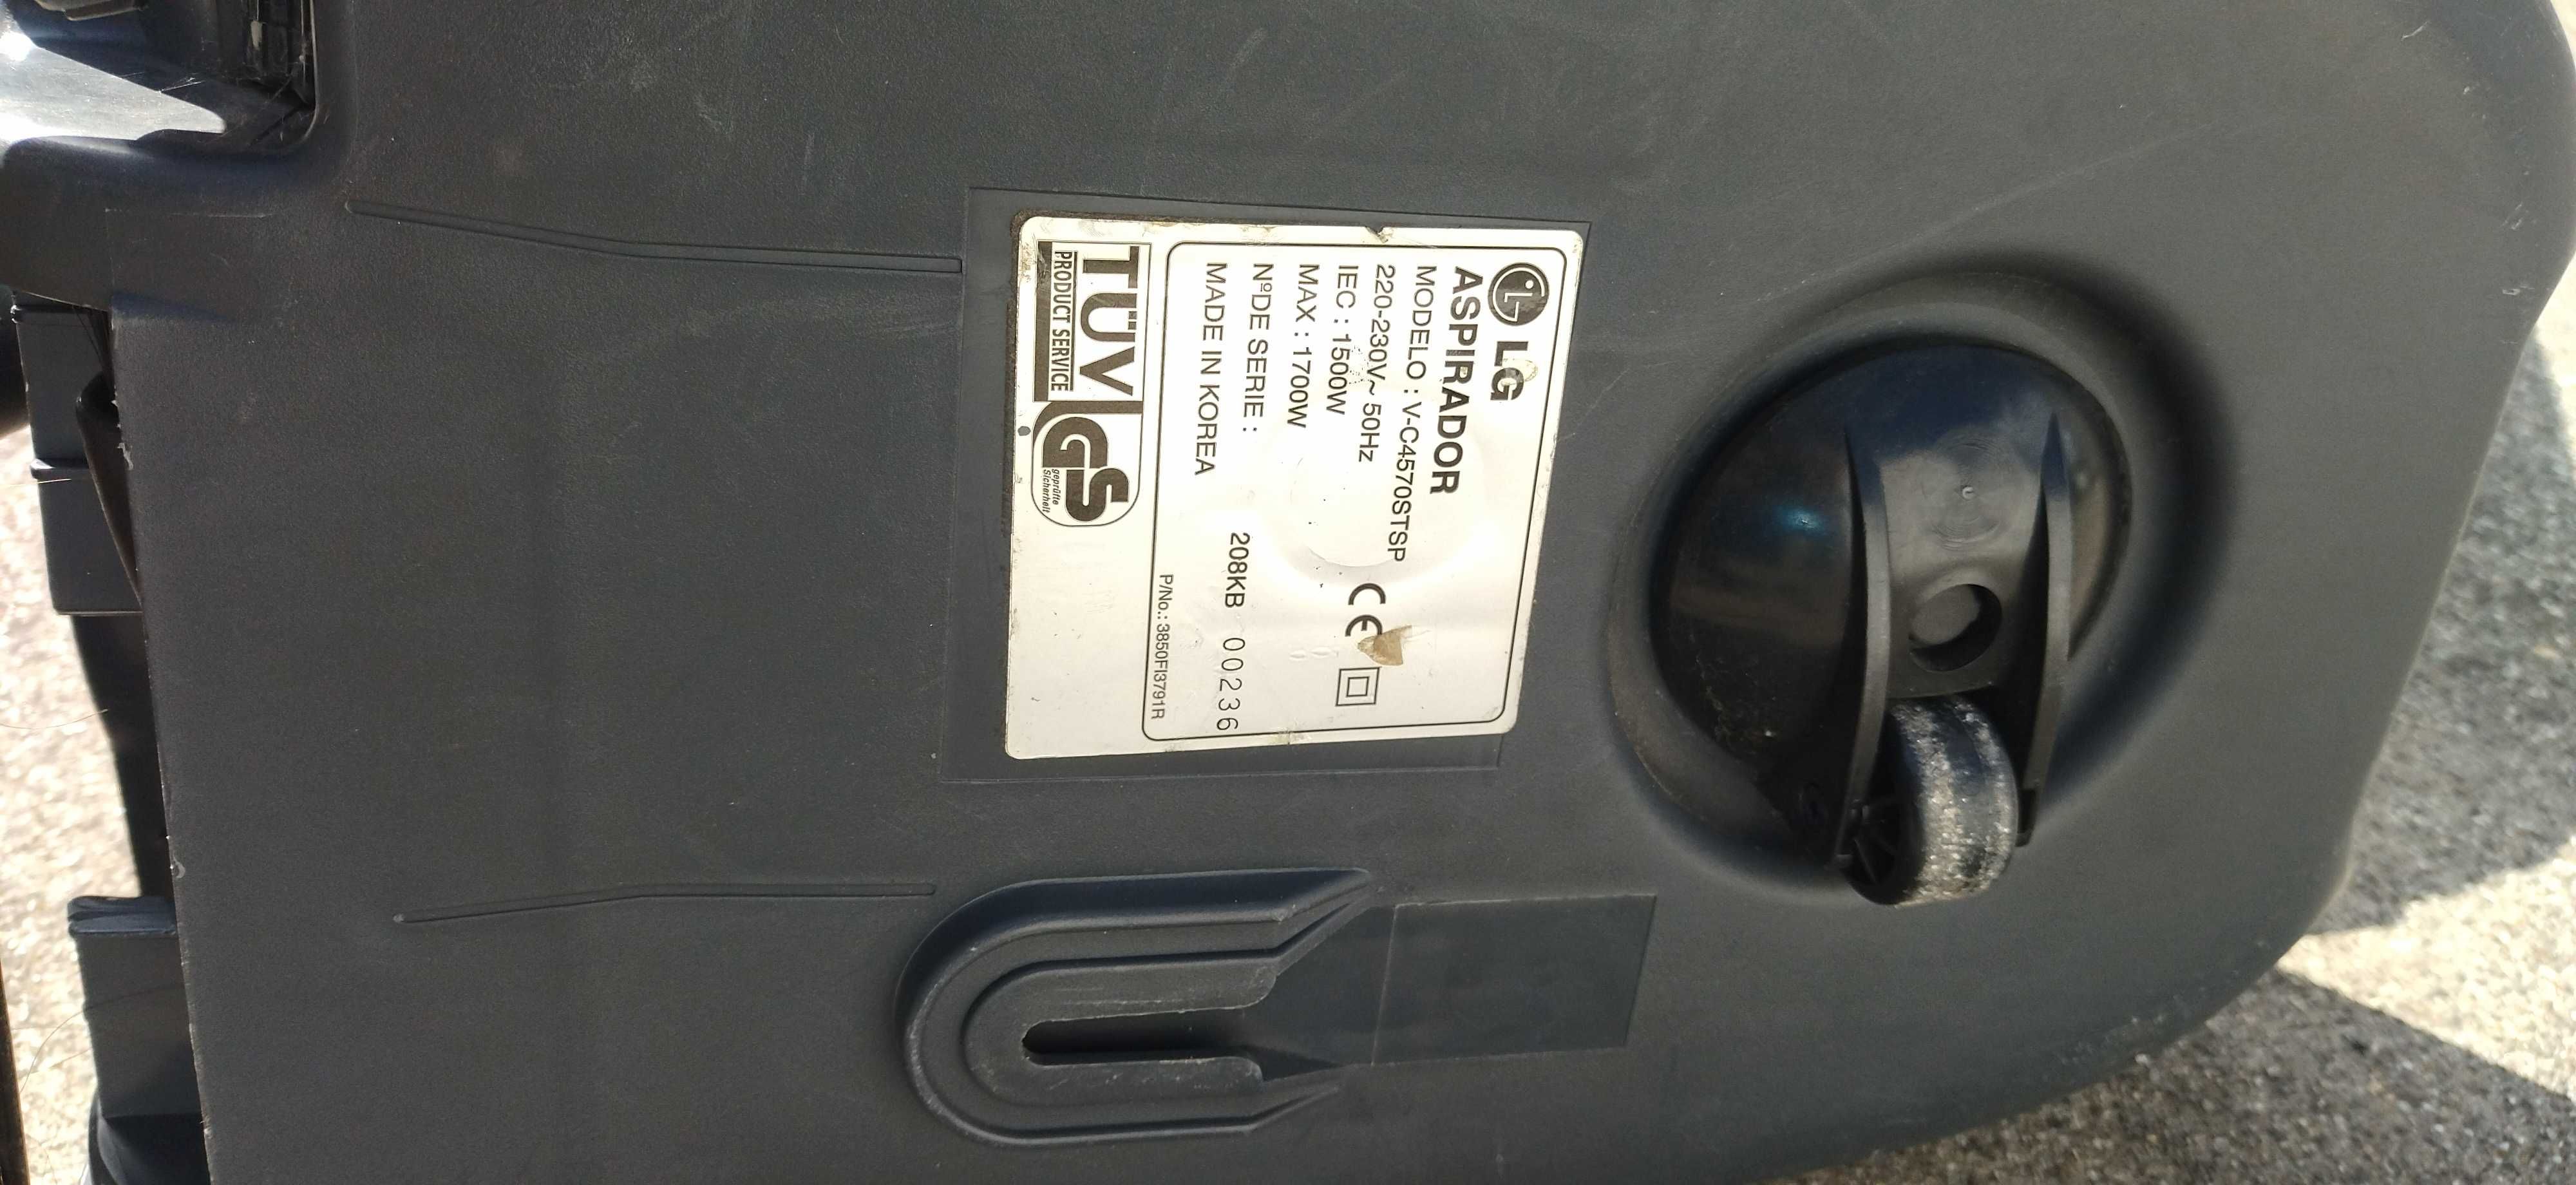 LG
ASPIRADOR
MODELO : V-C4570STSP
220-230V~ 50Hz
IEC : 1500W
MAX : 1700W
CE
NºDE SERIE :
208KB 00236
MADE IN KOREA
P/No.: 3850FI3791R
TÜV
PRODUCT SERVICE
GS
geprüfte
Sicherheit